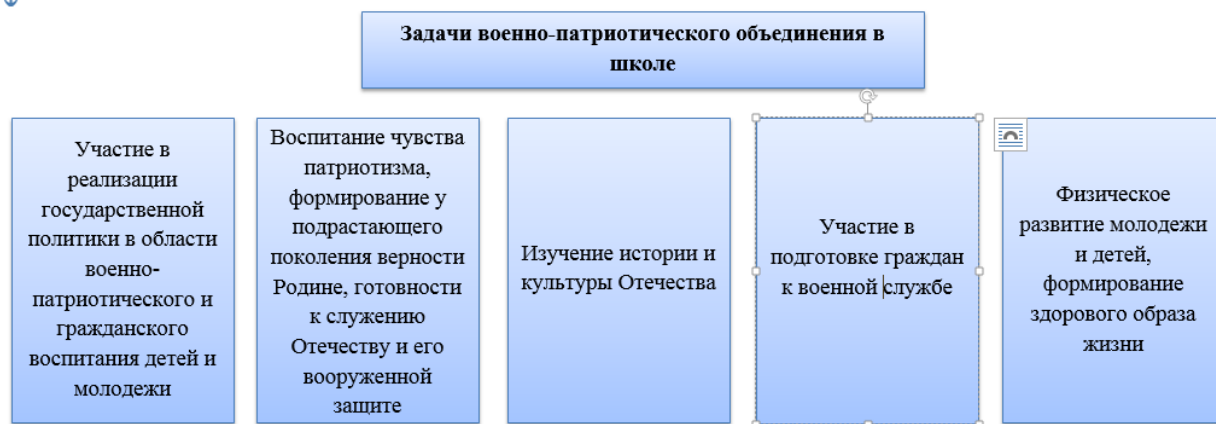 Задачи военно-патриотического объединения в
школе
Участие в
реализации
государственной
политики в области
военно-
патриотического и
гражданского
воспитания детей и
молодежи
Воспитание чувства
патриотизма,
формирование у
подрастающего
поколения верности
Родине, готовности
к служению
Отечеству и его
вооруженной
защите
Изучение истории и
культуры Отечества
Участие в
подготовке граждан
к военной службе
Физическое
развитие молодежи
и детей,
формирование
здорового образа
жизни